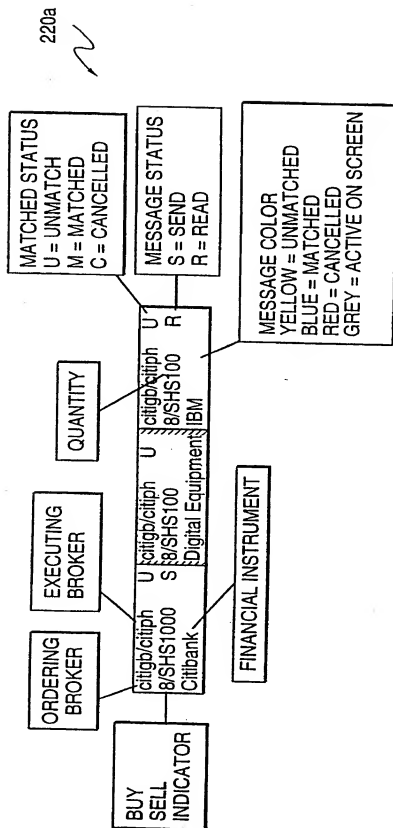 220a
ORDERING
BROKER
EXECUTING
BROKER
QUANTITY
MATCHED STATUS
U = UNMATCH
M = MATCHED
C = CANCELLED
MESSAGE STATUS
S = SEND
R = READ
BUY
SELL
INDICATOR
citigb/citiph U
8/SHS1000 S
Citibank
citigb/citiph U
8/SHS100
Digital Equipment
citigb/citiph U
8/SHS100 R
IBM
FINANCIAL INSTRUMENT
MESSAGE COLOR
YELLOW = UNMATCHED
BLUE = MATCHED
RED = CANCELLED
GREY = ACTIVE ON SCREEN